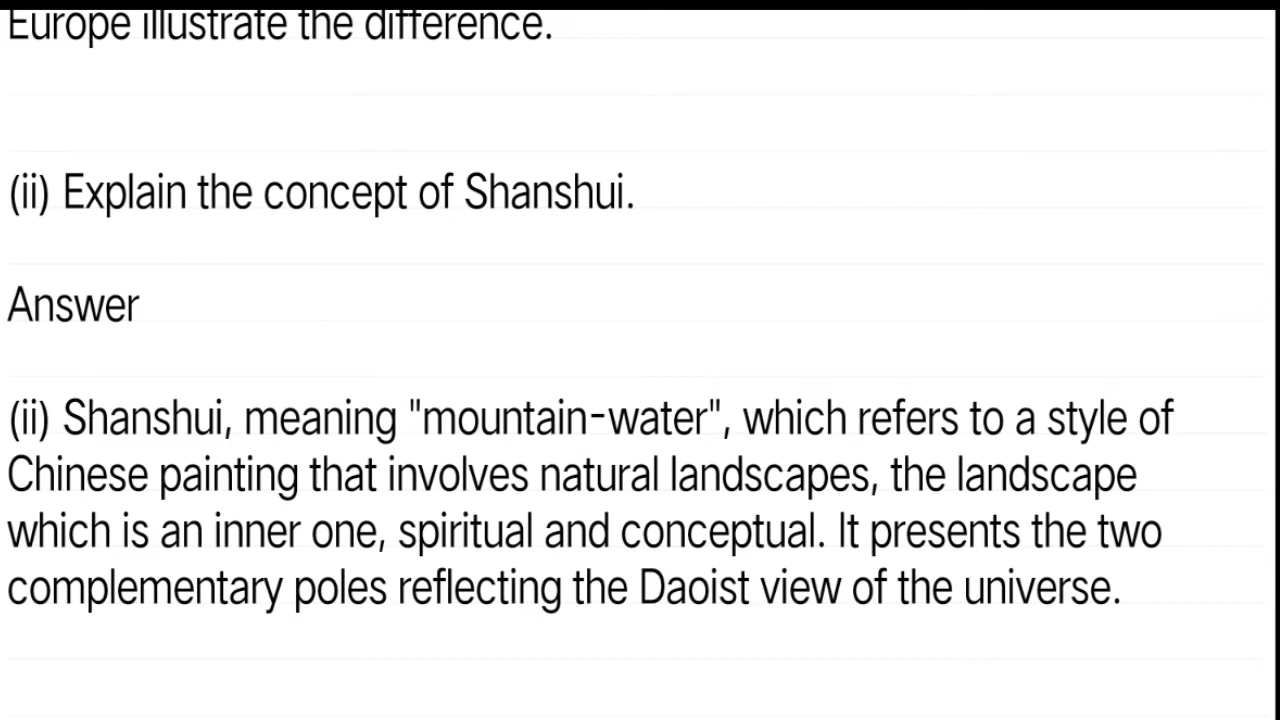 Europe illustrate the difference.
(ii) Explain the concept of Shanshui.
Answer
(ii) Shanshui, meaning "mountain-water", which refers to a style of
Chinese painting that involves natural landscapes, the landscape
which is an inner one, spiritual and conceptual. It presents the two
complementary poles reflecting the Daoist view of the universe.